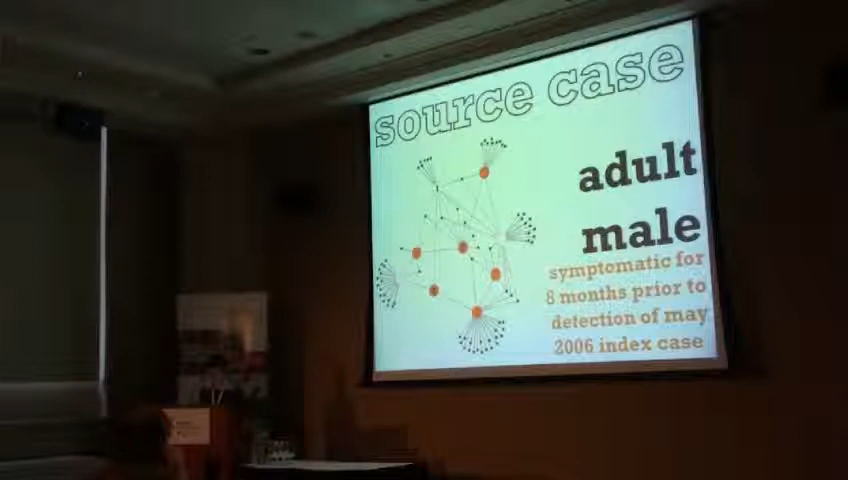 source case
adult
male
symptomatic for
8 months prior to
detection of may
2006 index case